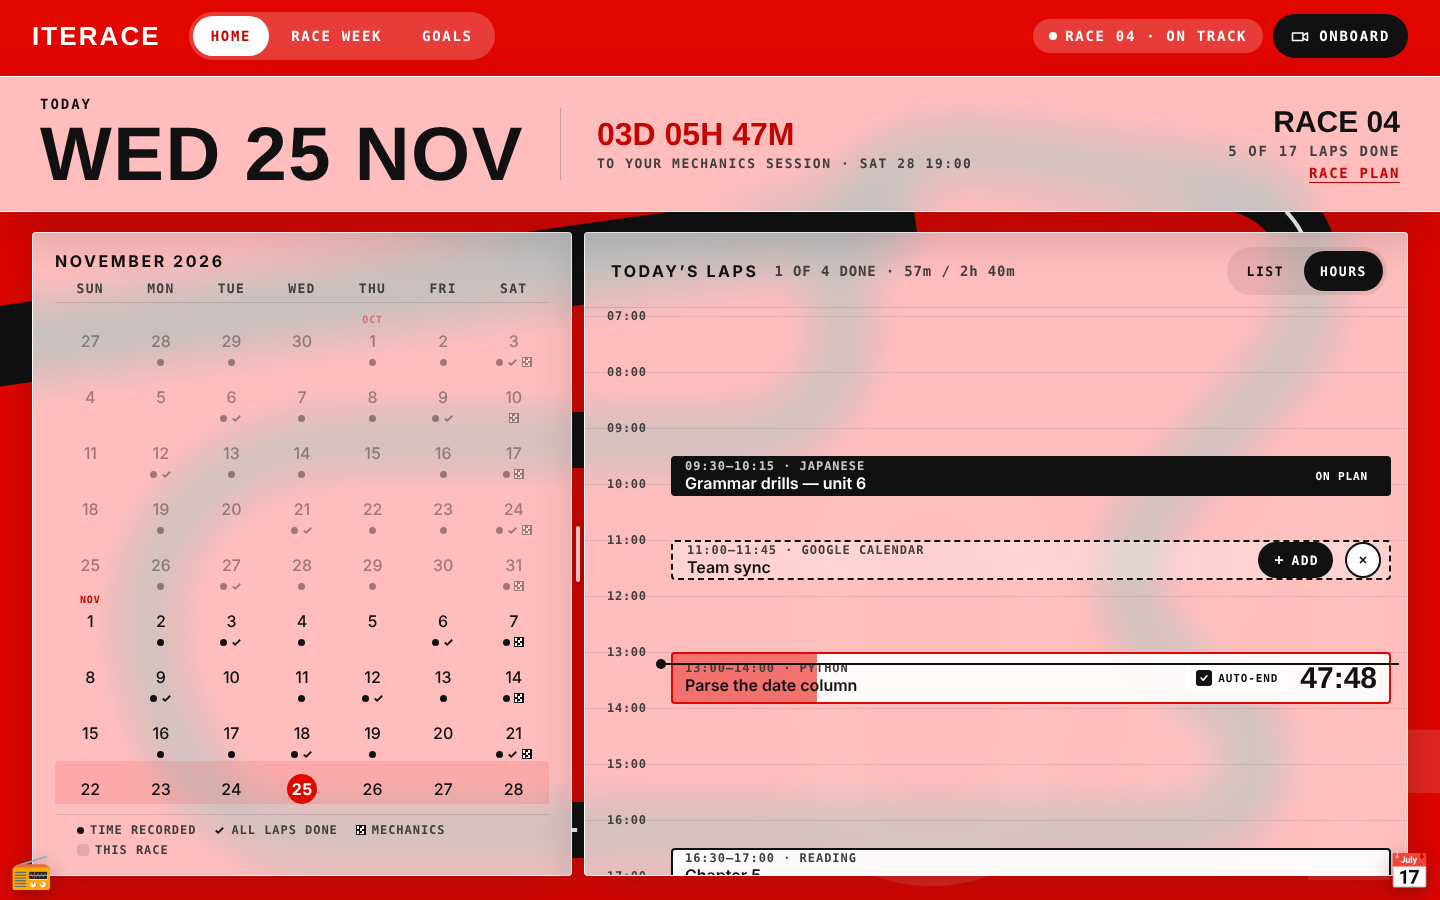 ITERACE
HOME RACE WEEK GOALS
RACE 04 · ON TRACK
ONBOARD
TODAY
WED 25 NOV
03D 05H 47M
TO YOUR MECHANICS SESSION · SAT 28 19:00
RACE 04
5 OF 17 LAPS DONE
RACE PLAN
NOVEMBER 2026
SUN MON TUE WED THU FRI SAT
OCT
27 28 29 30 1 2 3
4 5 6 7 8 9 10
11 12 13 14 15 16 17
18 19 20 21 22 23 24
25 26 27 28 29 30 31
NOV
1 2 3 4 5 6 7
8 9 10 11 12 13 14
15 16 17 18 19 20 21
22 23 24 25 26 27 28
TIME RECORDED ALL LAPS DONE MECHANICS
THIS RACE
TODAY’S LAPS 1 OF 4 DONE · 57m / 2h 40m
LIST HOURS
07:00
08:00
09:00
09:30–10:15 · JAPANESE
Grammar drills — unit 6
ON PLAN
10:00
11:00
11:00–11:45 · GOOGLE CALENDAR
Team sync
+ ADD ×
12:00
13:00
13:00–14:00 · PYTHON
Parse the date column
AUTO-END 47:48
14:00
15:00
16:00
16:30–17:00 · READING
Chapter 5
17:00
July
17